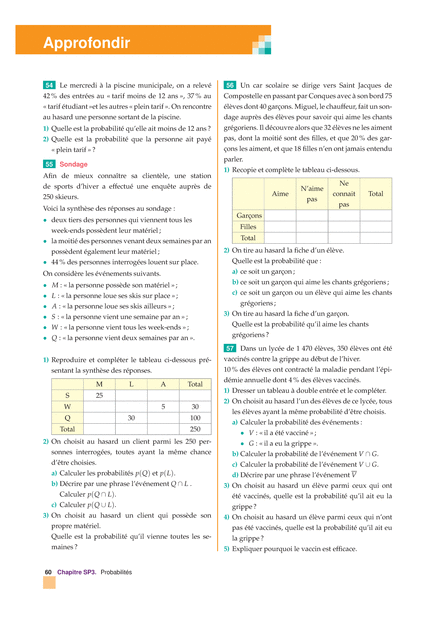 Approfondir
54 Le mercredi à la piscine municipale, on a relevé
42 % des entrées au « tarif moins de 12 ans », 37 % au
« tarif étudiant »et les autres « plein tarif ». On rencontre
au hasard une personne sortant de la piscine.
1) Quelle est la probabilité qu'elle ait moins de 12 ans ?
2) Quelle est la probabilité que la personne ait payé
« plein tarif » ?
55 Sondage
Afin de mieux connaître sa clientèle, une station
de sports d'hiver a effectué une enquête auprès de
250 skieurs.
Voici la synthèse des réponses au sondage :
• deux tiers des personnes qui viennent tous les
week-ends possèdent leur matériel ;
• la moitié des personnes venant deux semaines par an
possèdent également leur matériel ;
• 44 % des personnes interrogées louent sur place.
On considère les événements suivants.
• M : « la personne possède son matériel » ;
• L : « la personne loue ses skis sur place » ;
• A : « la personne loue ses skis ailleurs » ;
• S : « la personne vient une semaine par an » ;
• W : « la personne vient tous les week-ends » ;
• Q : « la personne vient deux semaines par an ».
1) Reproduire et compléter le tableau ci-dessous pré-
sentant la synthèse des réponses.
M L A Total
S 25
W 5 30
Q 30 100
Total 250
2) On choisit au hasard un client parmi les 250 per-
sonnes interrogées, toutes ayant la même chance
d'être choisies.
a) Calculer les probabilités p(Q) et p(L).
b) Décrire par une phrase l'événement Q ∩ L .
Calculer p(Q ∩ L).
c) Calculer p(Q ∪ L).
3) On choisit au hasard un client qui possède son
propre matériel.
Quelle est la probabilité qu'il vienne toutes les se-
maines ?
56 Un car scolaire se dirige vers Saint Jacques de
Compostelle en passant par Conques avec à son bord 75
élèves dont 40 garçons. Miguel, le chauffeur, fait un son-
dage auprès des élèves pour savoir qui aime les chants
grégoriens. Il découvre alors que 32 élèves ne les aiment
pas, dont la moitié sont des filles, et que 20 % des gar-
çons les aiment, et que 18 filles n'en ont jamais entendu
parler.
1) Recopie et complète le tableau ci-dessous.
Aime N'aime pas Ne connait pas Total
Garçons
Filles
Total
2) On tire au hasard la fiche d'un élève.
Quelle est la probabilité que :
a) ce soit un garçon ;
b) ce soit un garçon qui aime les chants grégoriens ;
c) ce soit un garçon ou un élève qui aime les chants
grégoriens ;
3) On tire au hasard la fiche d'un garçon.
Quelle est la probabilité qu'il aime les chants
grégoriens ?
57 Dans un lycée de 1 470 élèves, 350 élèves ont été
vaccinés contre la grippe au début de l'hiver.
10 % des élèves ont contracté la maladie pendant l'épi-
démie annuelle dont 4 % des élèves vaccinés.
1) Dresser un tableau à double entrée et le compléter.
2) On choisit au hasard l'un des élèves de ce lycée, tous
les élèves ayant la même probabilité d'être choisis.
a) Calculer la probabilité des événements :
• V : « il a été vacciné » ;
• G : « il a eu la grippe ».
b) Calculer la probabilité de l'événement V ∩ G.
c) Calculer la probabilité de l'événement V ∪ G.
d) Décrire par une phrase l'événement V̅
3) On choisit au hasard un élève parmi ceux qui ont
été vaccinés, quelle est la probabilité qu'il ait eu la
grippe ?
4) On choisit au hasard un élève parmi ceux qui n'ont
pas été vaccinés, quelle est la probabilité qu'il ait eu
la grippe ?
5) Expliquer pourquoi le vaccin est efficace.
60 Chapitre SP3. Probabilités